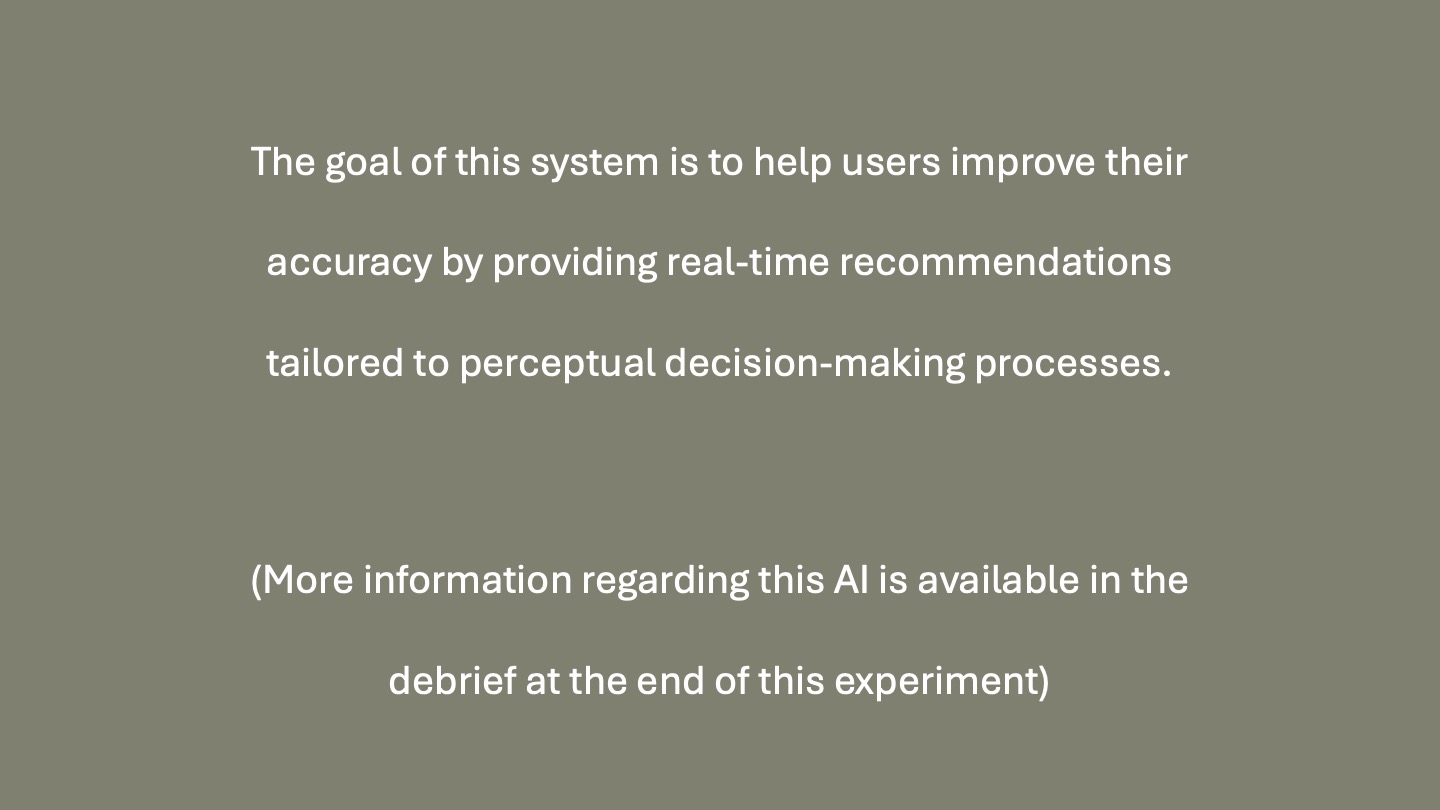 The goal of this system is to help users improve their
accuracy by providing real-time recommendations
tailored to perceptual decision-making processes.
(More information regarding this AI is available in the
debrief at the end of this experiment)